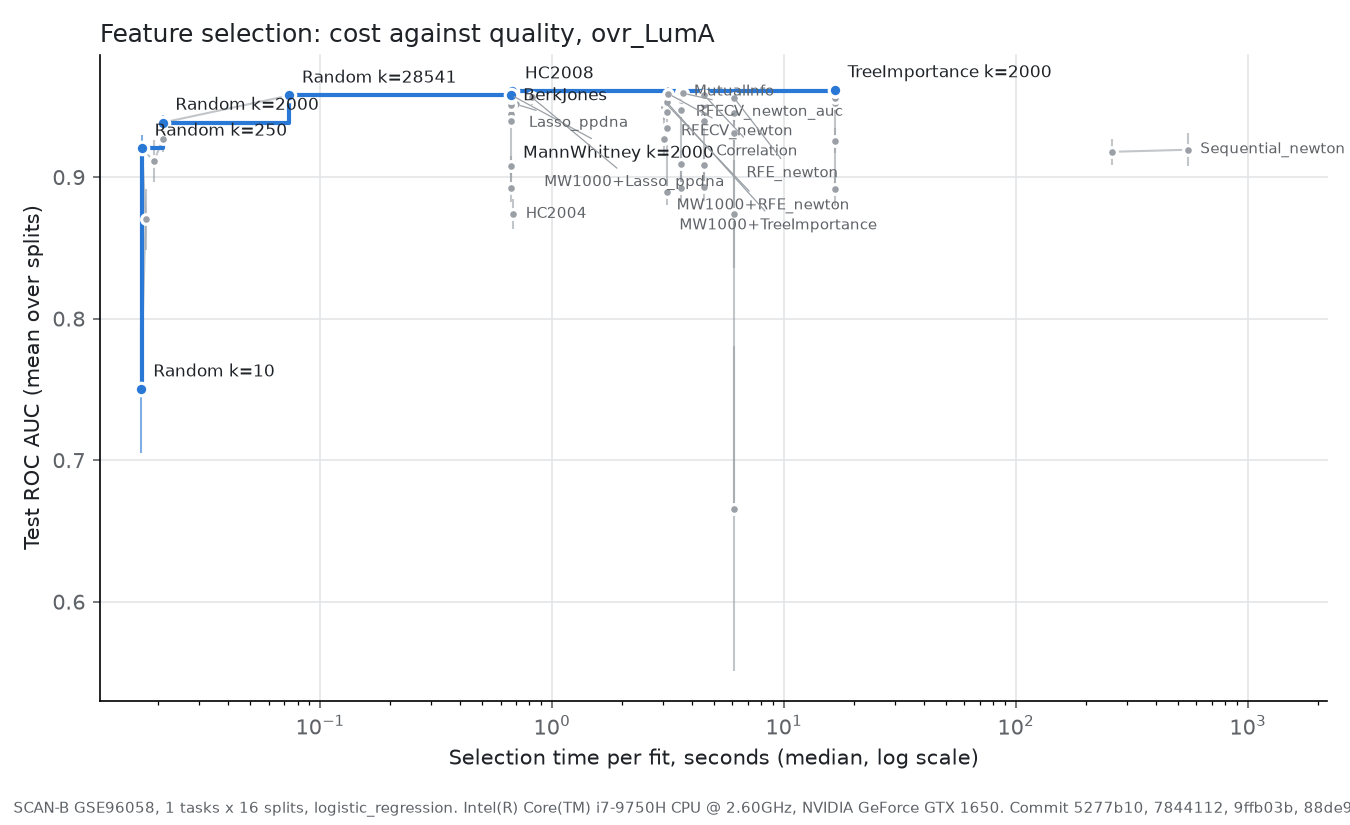 Feature selection: cost against quality, ovr_LumA
TreeImportance k=2000
HC2008
Random k=28541
MutualInfo
BerkJones
Random k=2000
RFECV_newton_auc
Lasso_ppdna
Random k=250
RFECV_newton
Sequential_newton
Correlation
MannWhitney k=2000
RFE_newton
MW1000+Lasso_ppdna
MW1000+RFE_newton
HC2004
MW1000+TreeImportance
Random k=10
0.9
0.8
0.7
0.6
Test ROC AUC (mean over splits)
10⁻¹ 10⁰ 10¹ 10² 10³
Selection time per fit, seconds (median, log scale)
SCAN-B GSE96058, 1 tasks x 16 splits, logistic_regression. Intel(R) Core(TM) i7-9750H CPU @ 2.60GHz, NVIDIA GeForce GTX 1650. Commit 5277b10, 7844112, 9ffb03b, 88de9